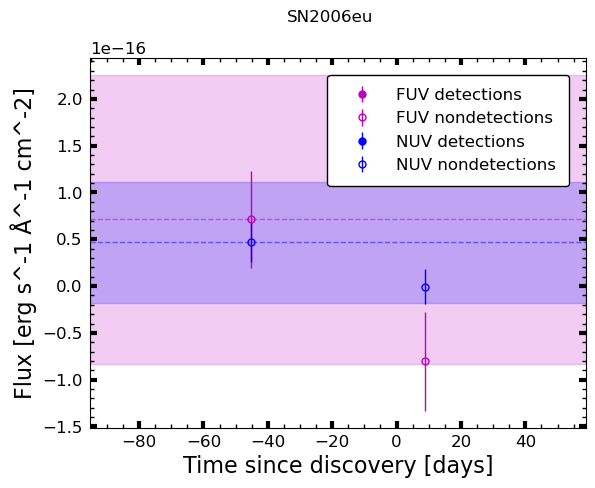 SN2006eu
1e−16
FUV detections
FUV nondetections
NUV detections
NUV nondetections
2.0
1.5
1.0
0.5
0.0
−0.5
−1.0
−1.5
Flux [erg s^-1 Å^-1 cm^-2]
−80 −60 −40 −20 0 20 40
Time since discovery [days]